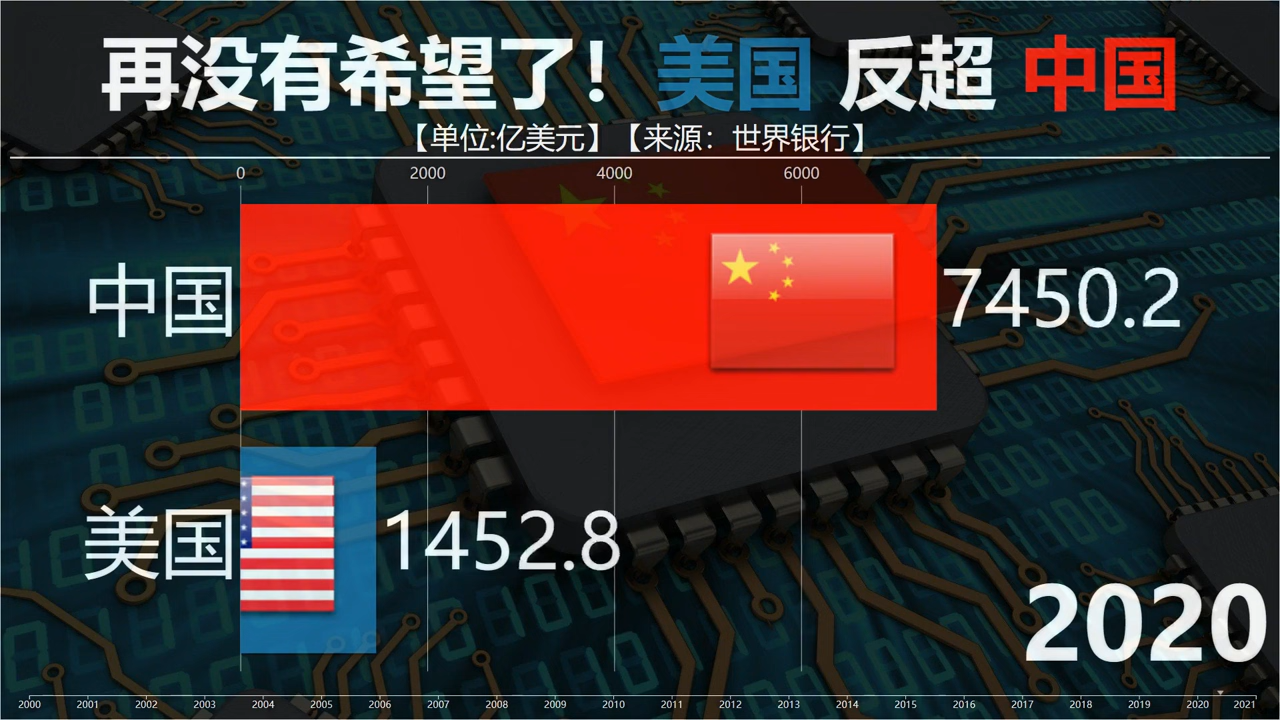 再没有希望了！美国 反超 中国
【单位:亿美元】【来源：世界银行】
0 2000 4000 6000
中国 7450.2
美国 1452.8
2020
2000 2001 2002 2003 2004 2005 2006 2007 2008 2009 2010 2011 2012 2013 2014 2015 2016 2017 2018 2019 2020 2021